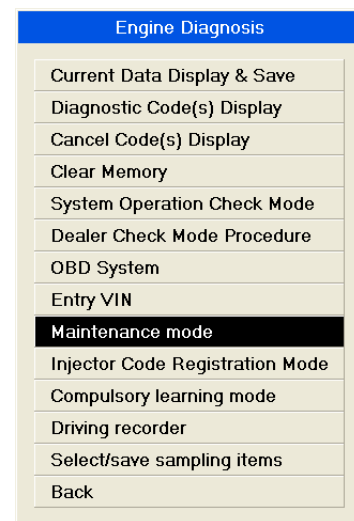 Engine Diagnosis
Current Data Display & Save
Diagnostic Code(s) Display
Cancel Code(s) Display
Clear Memory
System Operation Check Mode
Dealer Check Mode Procedure
OBD System
Entry VIN
Maintenance mode
Injector Code Registration Mode
Compulsory learning mode
Driving recorder
Select/save sampling items
Back